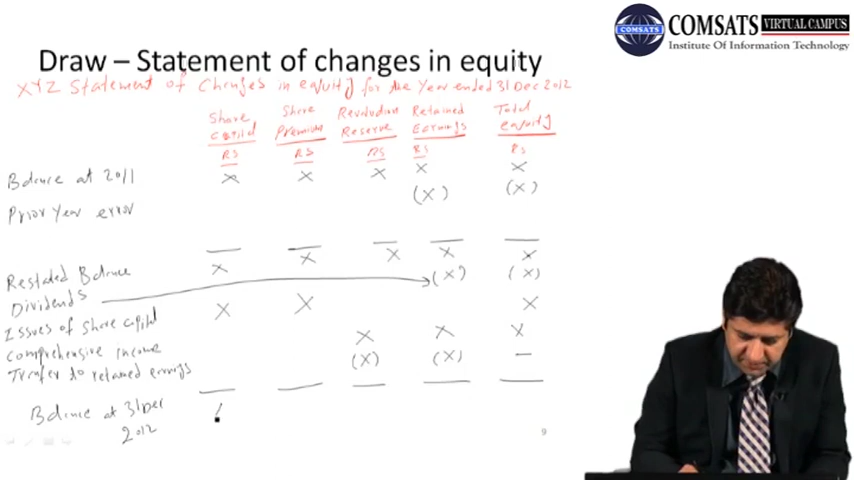 COMSATS VIRTUAL CAMPUS
Institute Of Information Technology
Draw – Statement of changes in equity
XYZ Statement of Changes in equity for the Year ended 31 Dec 2012
Share Capital Share Premium Revaluation Reserve Retained Earnings Total equity
RS RS RS RS RS
Balance at 2011 X X X X X
Prior Year error (X) (X)
Restated Balance X X X X X
Dividends (X) (X)
Issues of Share capital X X X
Comprehensive income X X X
Transfer to retained earnings (X) (X) —
Balance at 31 Dec 2012
9